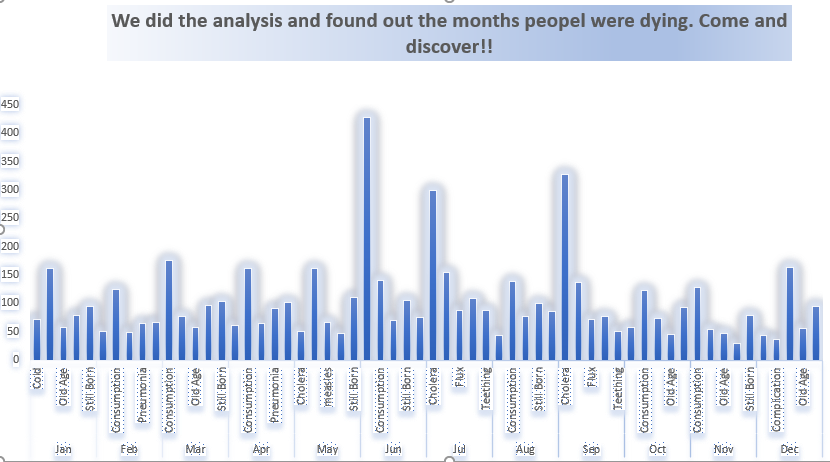 We did the analysis and found out the months peopel were dying. Come and
discover!!
450
400
350
300
250
200
150
100
50
0
Cold
Old Age
Still Born
Consumption
Pneumonia
Consumption
Old Age
Still Born
Consumption
Pneumonia
Cholera
measles
Still Born
Consumption
Still Born
Cholera
Flux
Teething
Consumption
Still Born
Cholera
Flux
Teething
Consumption
Old Age
Consumption
Old Age
Still Born
Complication
Old Age
Jan Feb Mar Apr May Jun Jul Aug Sep Oct Nov Dec